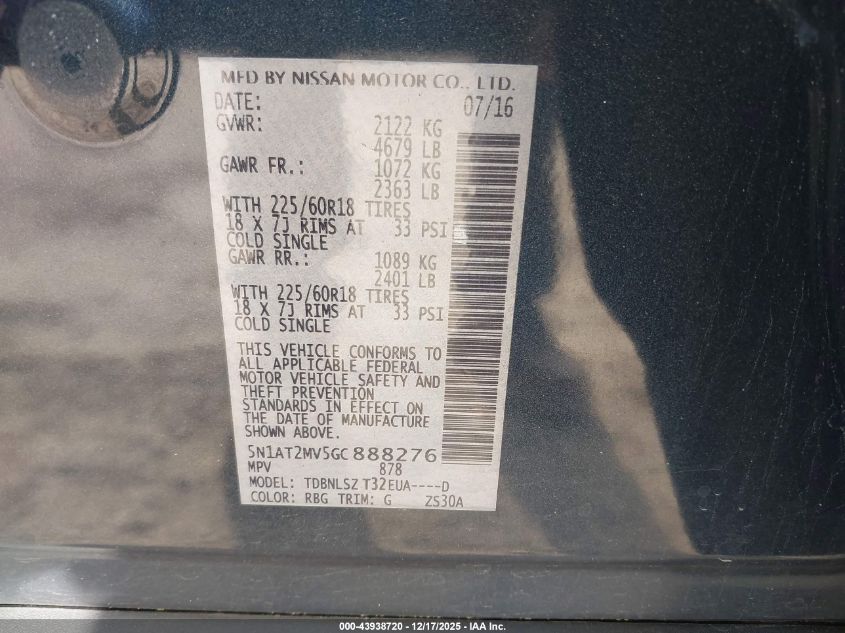 MFD BY NISSAN MOTOR CO., LTD.
DATE: 07/16
GVWR: 2122 KG
4679 LB
GAWR FR.: 1072 KG
2363 LB
WITH 225/60R18 TIRES
18 X 7J RIMS AT 33 PSI
COLD SINGLE
GAWR RR.: 1089 KG
2401 LB
WITH 225/60R18 TIRES
18 X 7J RIMS AT 33 PSI
COLD SINGLE
THIS VEHICLE CONFORMS TO
ALL APPLICABLE FEDERAL
MOTOR VEHICLE SAFETY AND
THEFT PREVENTION
STANDARDS IN EFFECT ON
THE DATE OF MANUFACTURE
SHOWN ABOVE.
5N1AT2MV5GC888276
MPV 878
MODEL: TDBNLSZ T32EUA----D
COLOR: RBG TRIM: G ZS30A
000-43938720 - 12/17/2025 - IAA Inc.